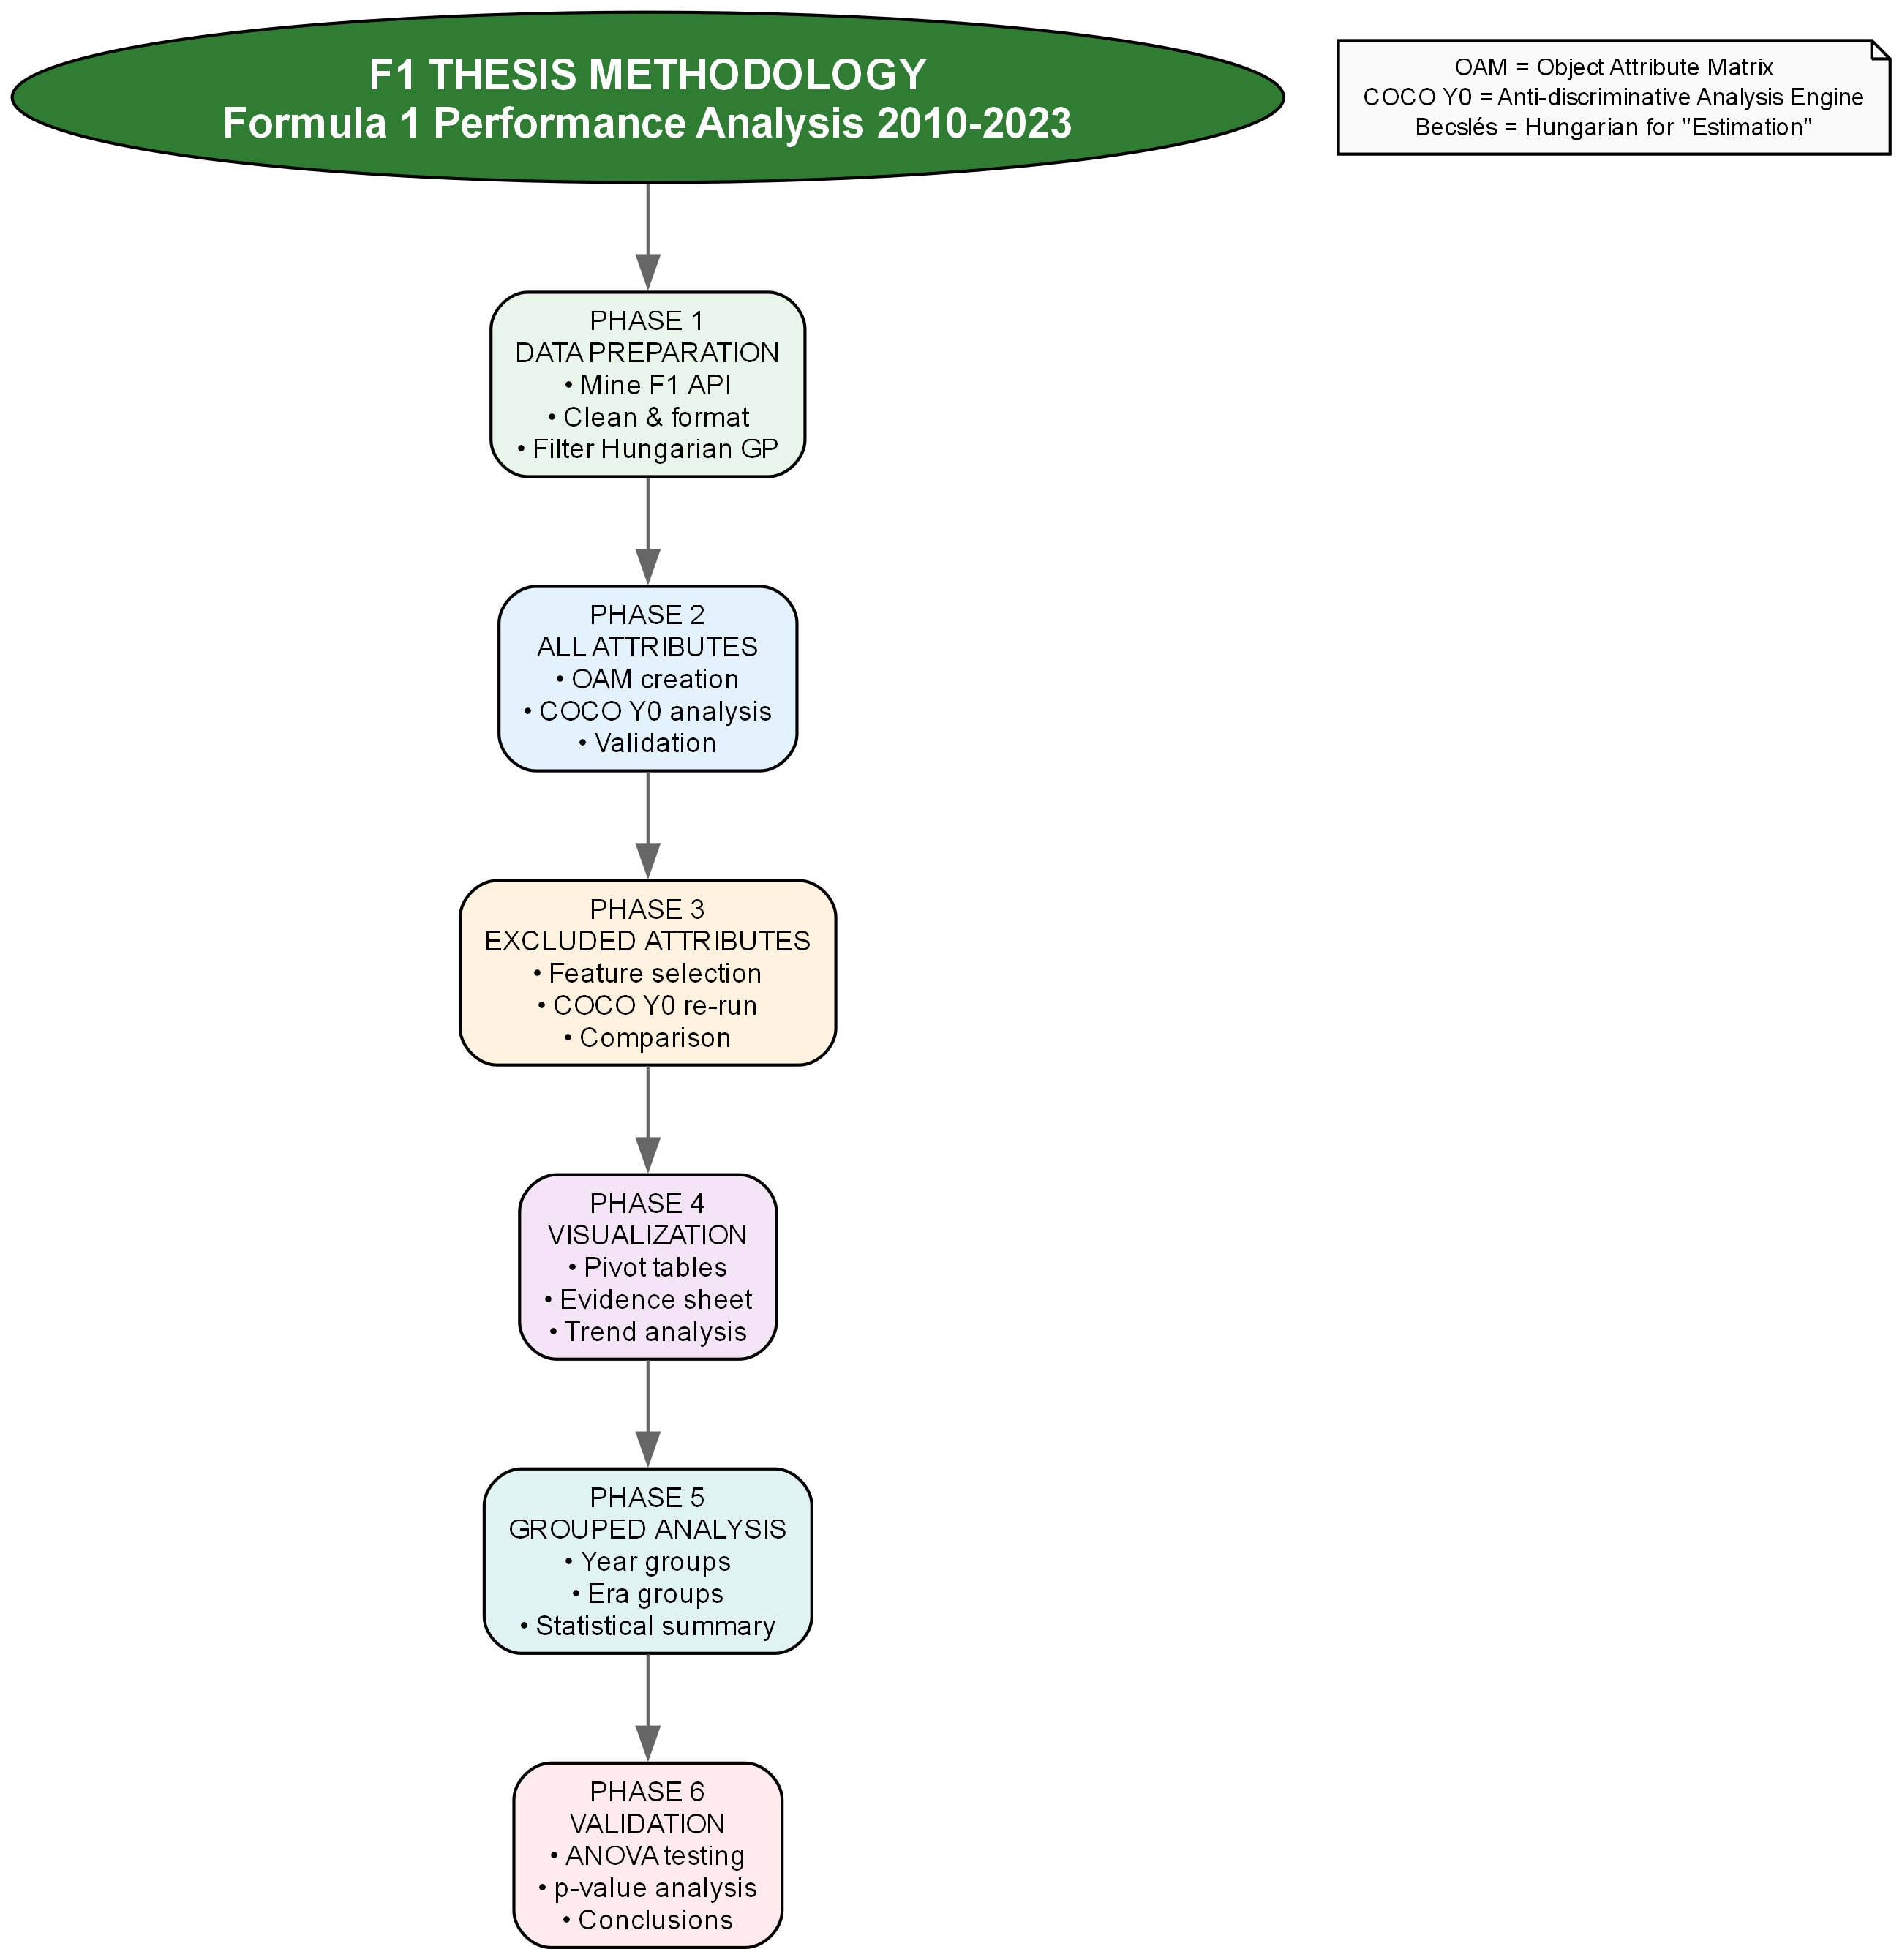 F1 THESIS METHODOLOGY
Formula 1 Performance Analysis 2010-2023
OAM = Object Attribute Matrix
COCO Y0 = Anti-discriminative Analysis Engine
Becslés = Hungarian for "Estimation"
PHASE 1
DATA PREPARATION
• Mine F1 API
• Clean & format
• Filter Hungarian GP
PHASE 2
ALL ATTRIBUTES
• OAM creation
• COCO Y0 analysis
• Validation
PHASE 3
EXCLUDED ATTRIBUTES
• Feature selection
• COCO Y0 re-run
• Comparison
PHASE 4
VISUALIZATION
• Pivot tables
• Evidence sheet
• Trend analysis
PHASE 5
GROUPED ANALYSIS
• Year groups
• Era groups
• Statistical summary
PHASE 6
VALIDATION
• ANOVA testing
• p-value analysis
• Conclusions